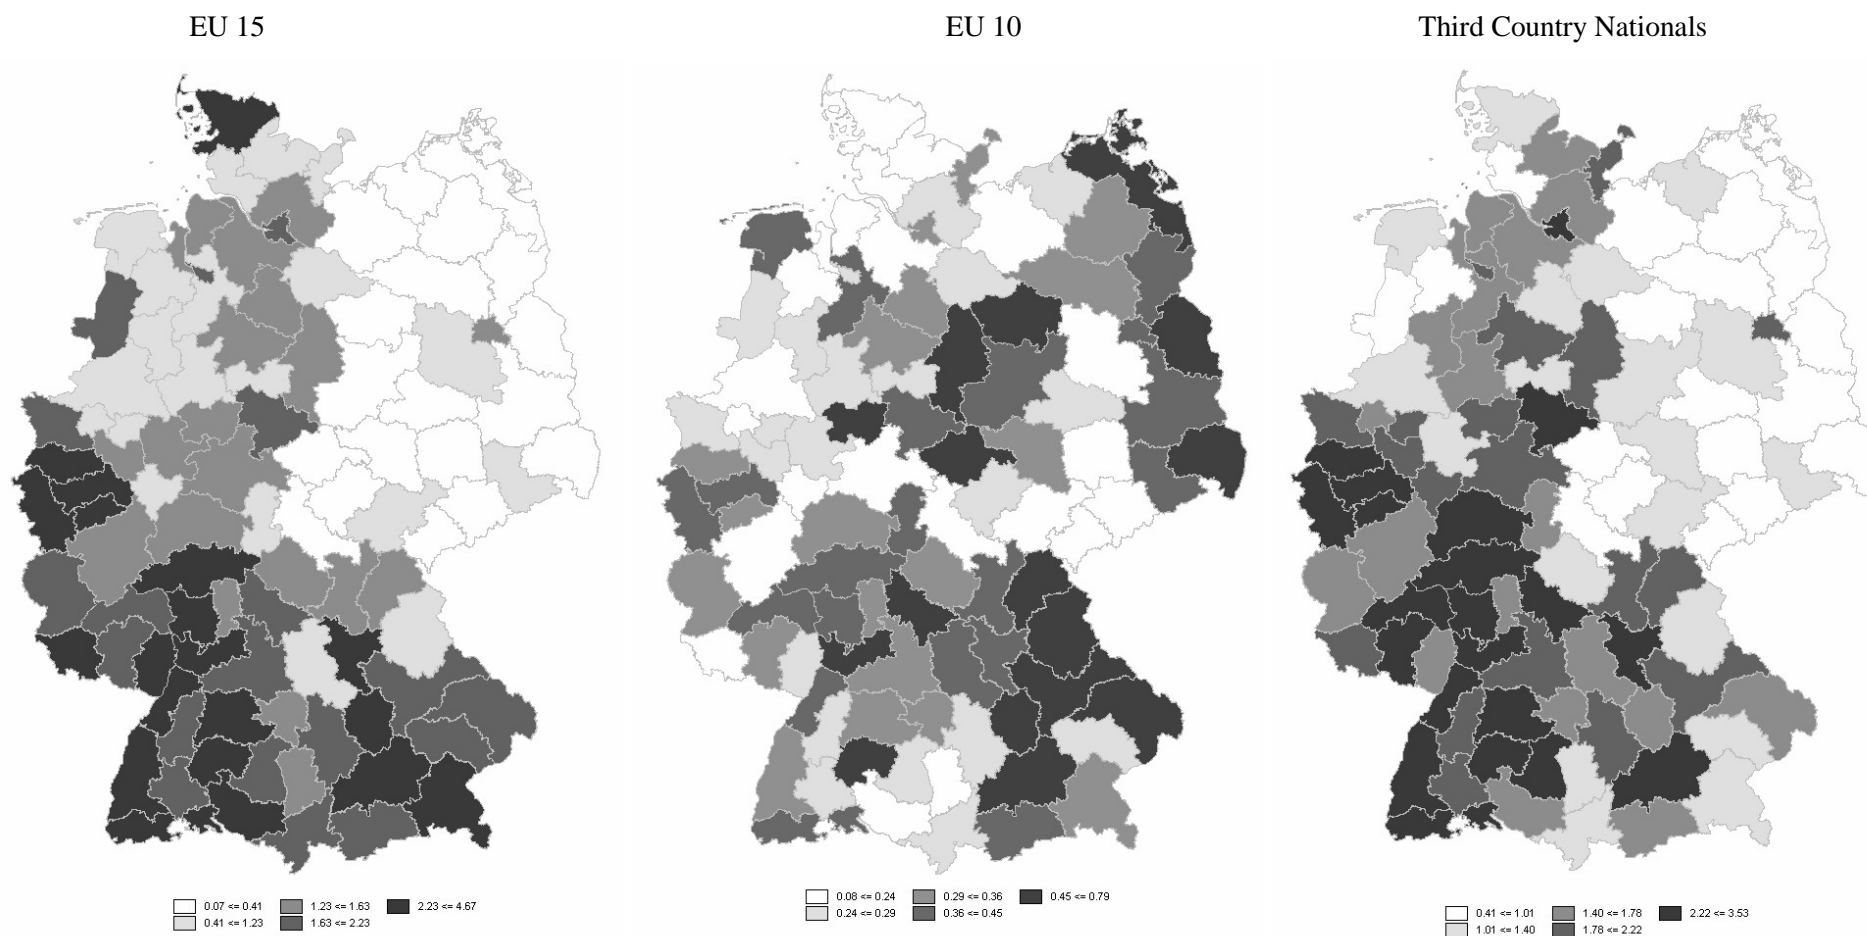 EU 15
EU 10
Third Country Nationals
0.07 <= 0.41
1.23 <= 1.63
2.23 <= 4.67
0.41 <= 1.23
1.63 <= 2.23
0.08 <= 0.24
0.29 <= 0.36
0.45 <= 0.79
0.24 <= 0.29
0.36 <= 0.45
0.41 <= 1.01
1.40 <= 1.78
2.22 <= 3.53
1.01 <= 1.40
1.78 <= 2.22